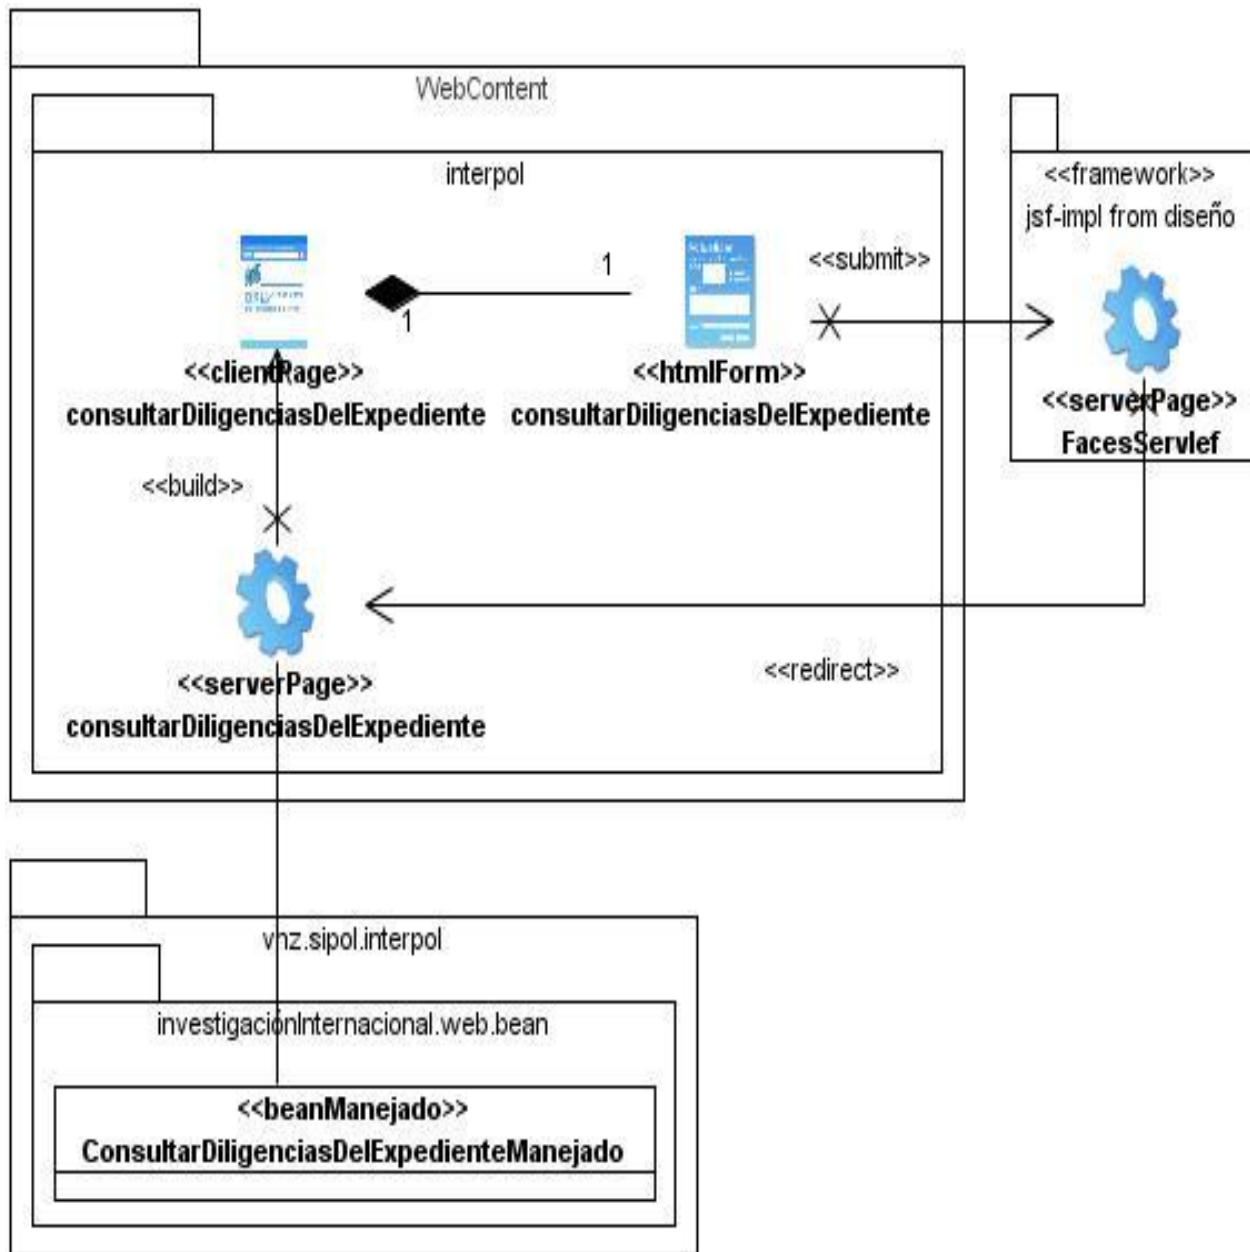 WebContent
interpol
<<framework>>
jsf-impl from diseño
<<submit>>
1
1
<<clientPage>>
consultarDiligenciasDelExpediente
<<htmlForm>>
consultarDiligenciasDelExpediente
<<serverPage>>
FacesServlef
<<build>>
<<redirect>>
<<serverPage>>
consultarDiligenciasDelExpediente
vnz.sipol.interpol
investigaciónInternacional.web.bean
<<beanManejado>>
ConsultarDiligenciasDelExpedienteManejado